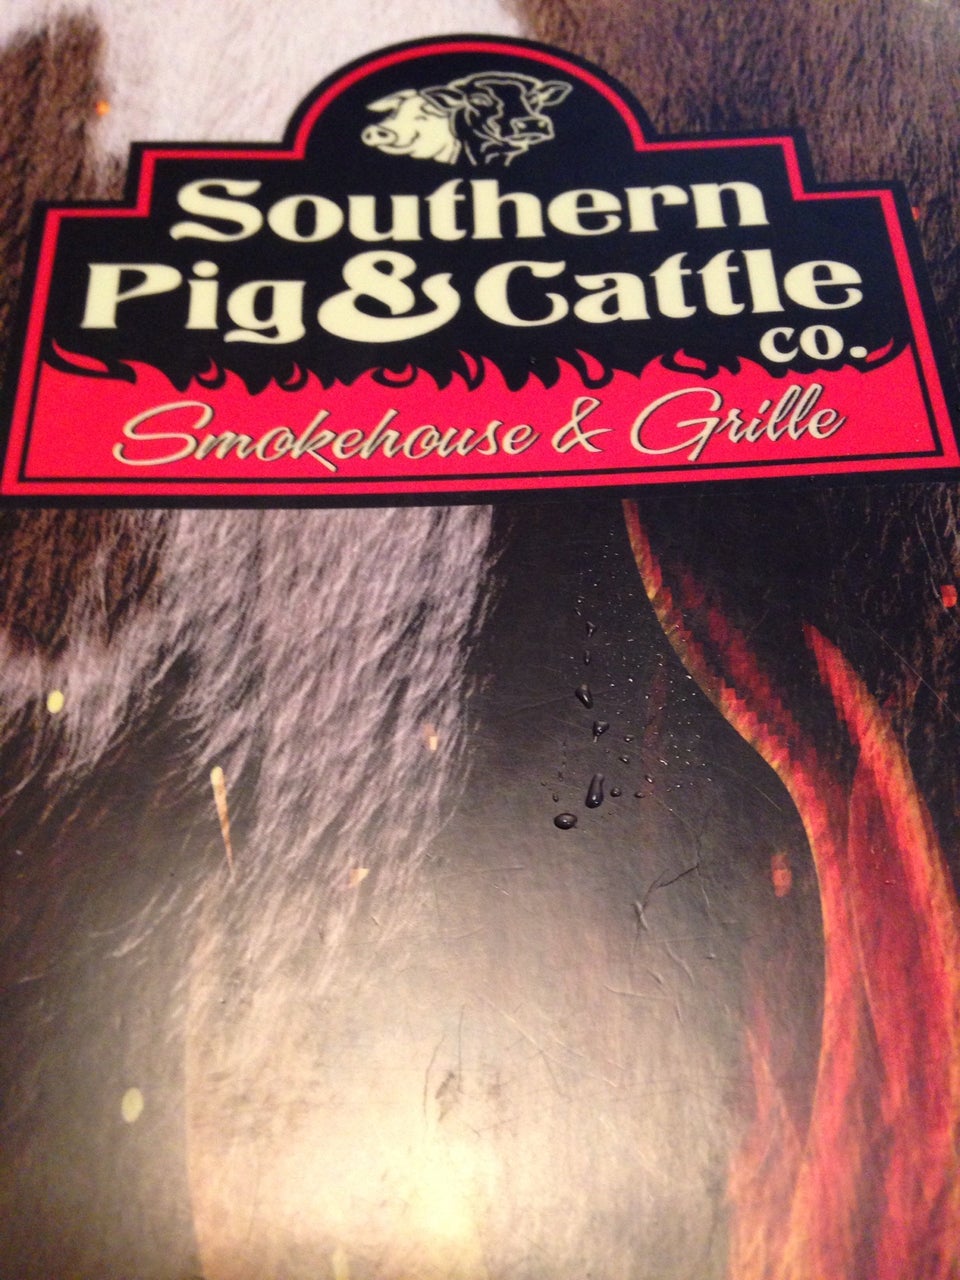 Southern
Pig & Cattle
co.
Smokehouse & Grille